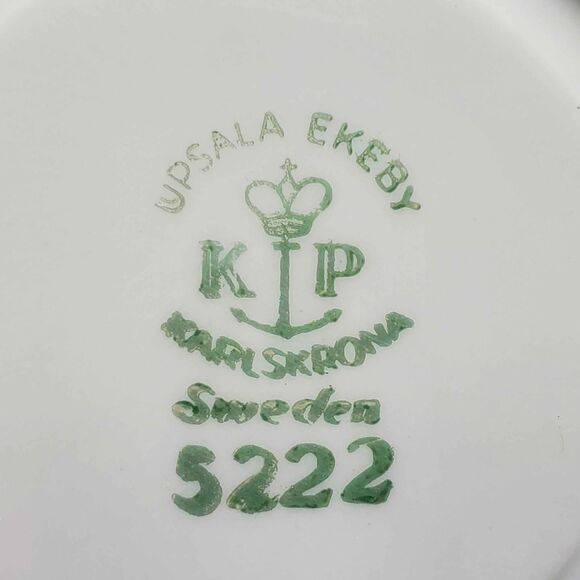 UPSALA EKEBY
K P
KARLSKRONA
Sweden
5222